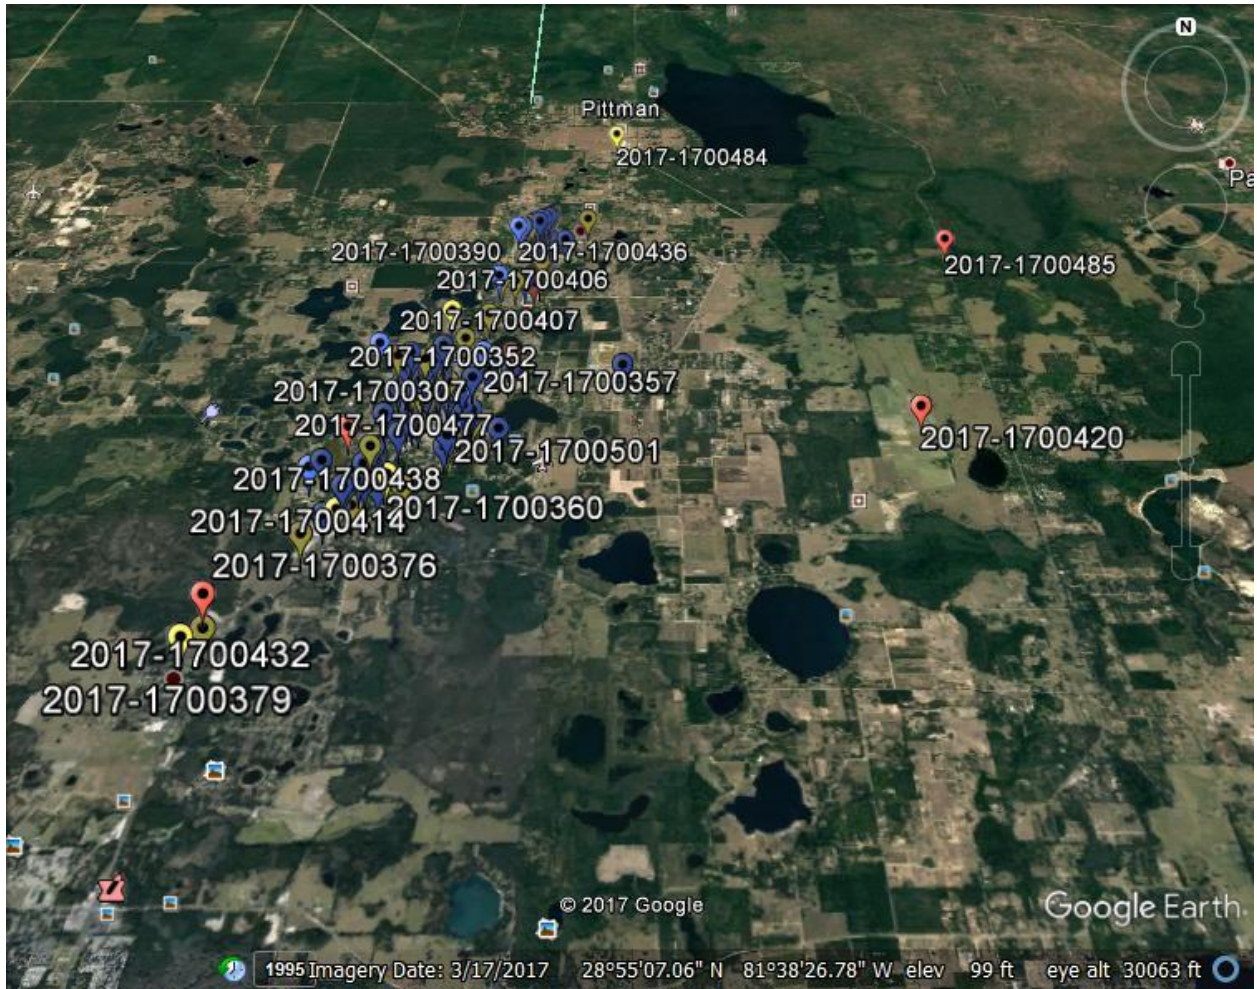 N
Pittman
2017-1700484
Pa
2017-1700390 2017-1700436
2017-1700485
2017-1700406
2017-1700407
2017-1700352
2017-1700307 2017-1700357
2017-1700477
2017-1700420
2017-1700501
2017-1700438
2017-1700360
2017-1700414
2017-1700376
2017-1700432
2017-1700379
© 2017 Google
Google Earth
1995 Imagery Date: 3/17/2017 28°55'07.06" N 81°38'26.78" W elev 99 ft eye alt 30063 ft